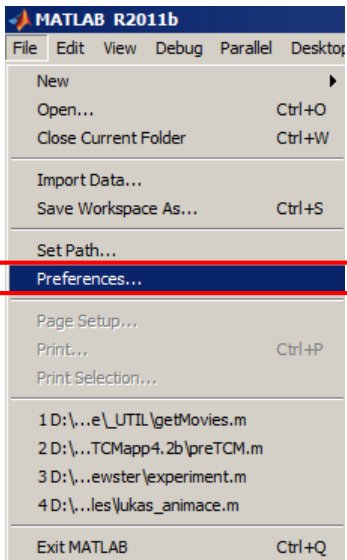 MATLAB R2011b
File Edit View Debug Parallel Desktop
New
Open... Ctrl+O
Close Current Folder Ctrl+W
Import Data...
Save Workspace As... Ctrl+S
Set Path...
Preferences...
Page Setup...
Print... Ctrl+P
Print Selection...
1 D:\...e\_UTIL\getMovies.m
2 D:\...TCMapp4.2b\preTCM.m
3 D:\...ewster\experiment.m
4 D:\...les\lukas_animace.m
Exit MATLAB Ctrl+Q